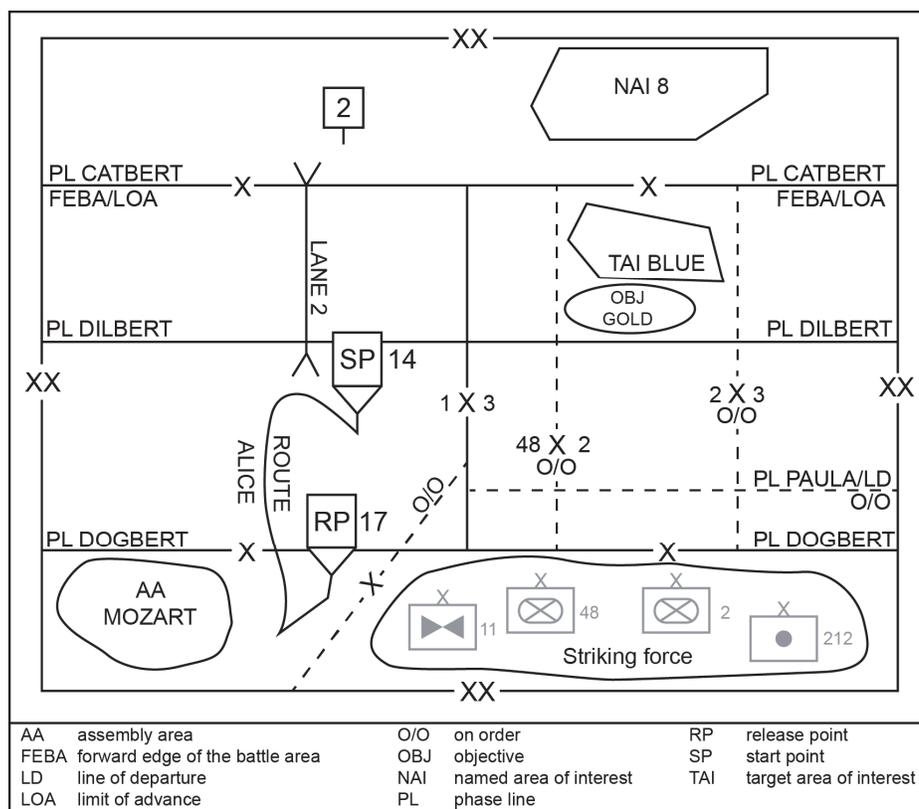 XX
NAI 8
2
PL CATBERT
X
X
PL CATBERT
FEBA/LOA
FEBA/LOA
LANE 2
TAI BLUE
OBJ
GOLD
PL DILBERT
PL DILBERT
SP 14
XX
XX
1 X 3
2 X 3
O/O
48 X 2
O/O
ROUTE
ALICE
O/O
PL PAULA/LD
O/O
RP 17
PL DOGBERT
X
X
PL DOGBERT
X
AA
MOZART
X
11
X
48
X
2
X
212
Striking force
XX
AA assembly area
FEBA forward edge of the battle area
LD line of departure
LOA limit of advance
O/O on order
OBJ objective
NAI named area of interest
PL phase line
RP release point
SP start point
TAI target area of interest